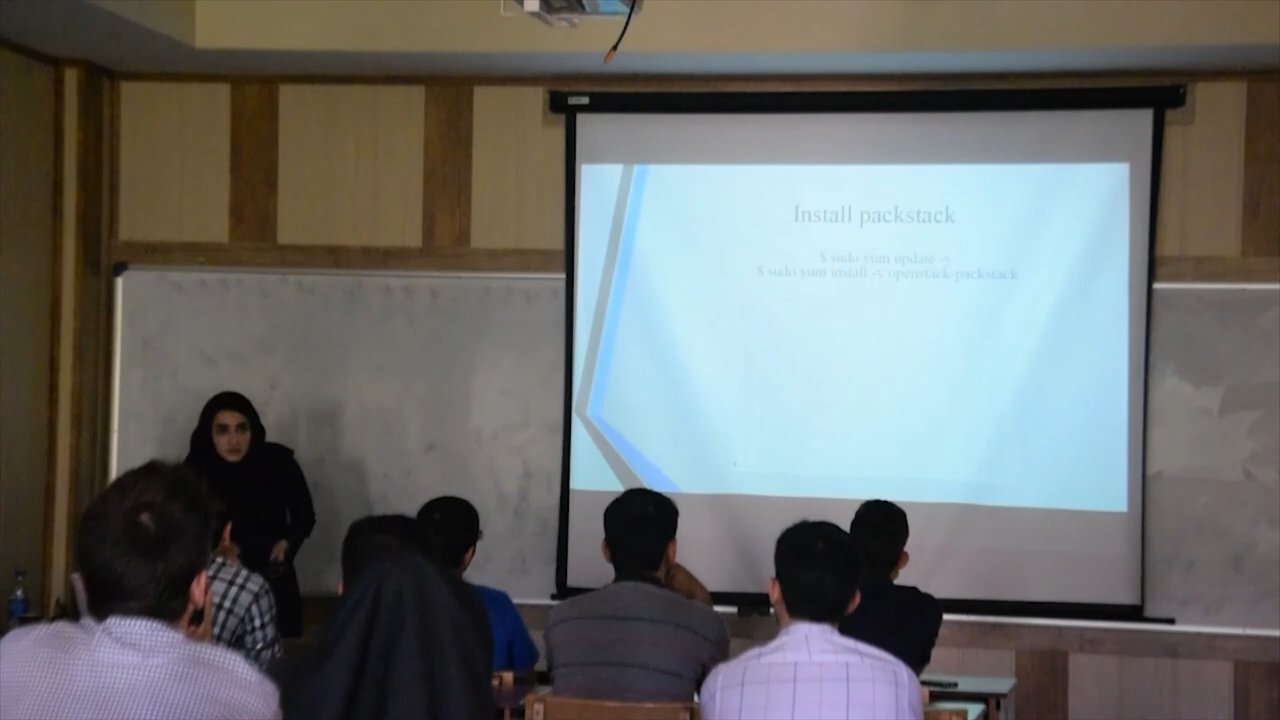 Install packstack
$ sudo yum update -y
$ sudo yum install -y openstack-packstack